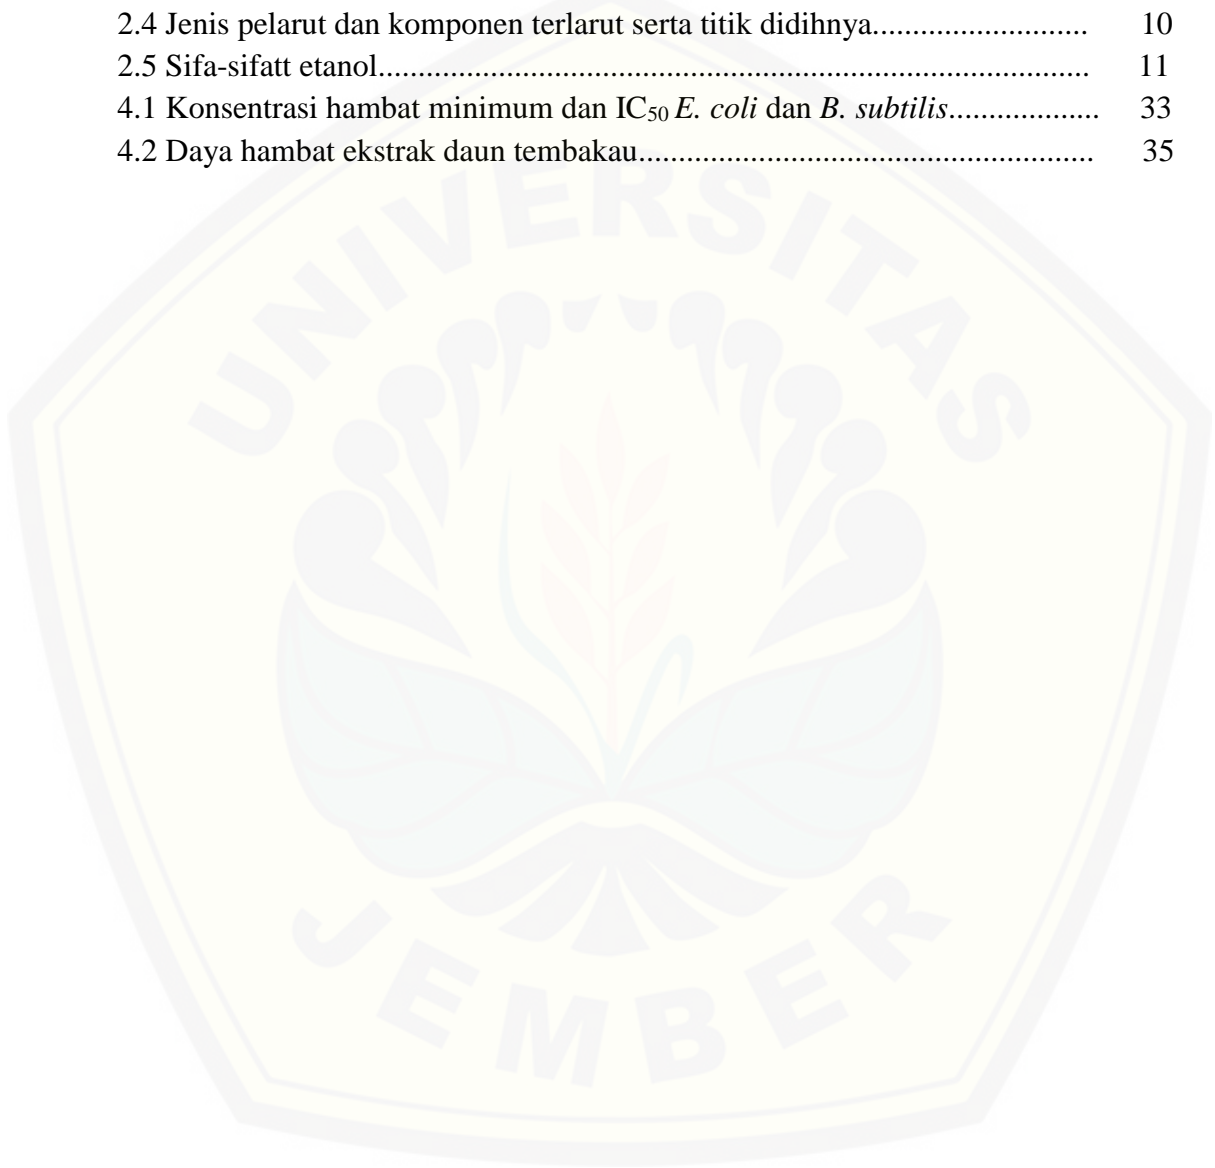 2.4 Jenis pelarut dan komponen terlarut serta titik didihnya........................... 10
2.5 Sifa-sifatt etanol......................................................................................... 11
4.1 Konsentrasi hambat minimum dan IC₅₀ E. coli dan B. subtilis................... 33
4.2 Daya hambat ekstrak daun tembakau......................................................... 35
UNIVERSITAS
JEMBER